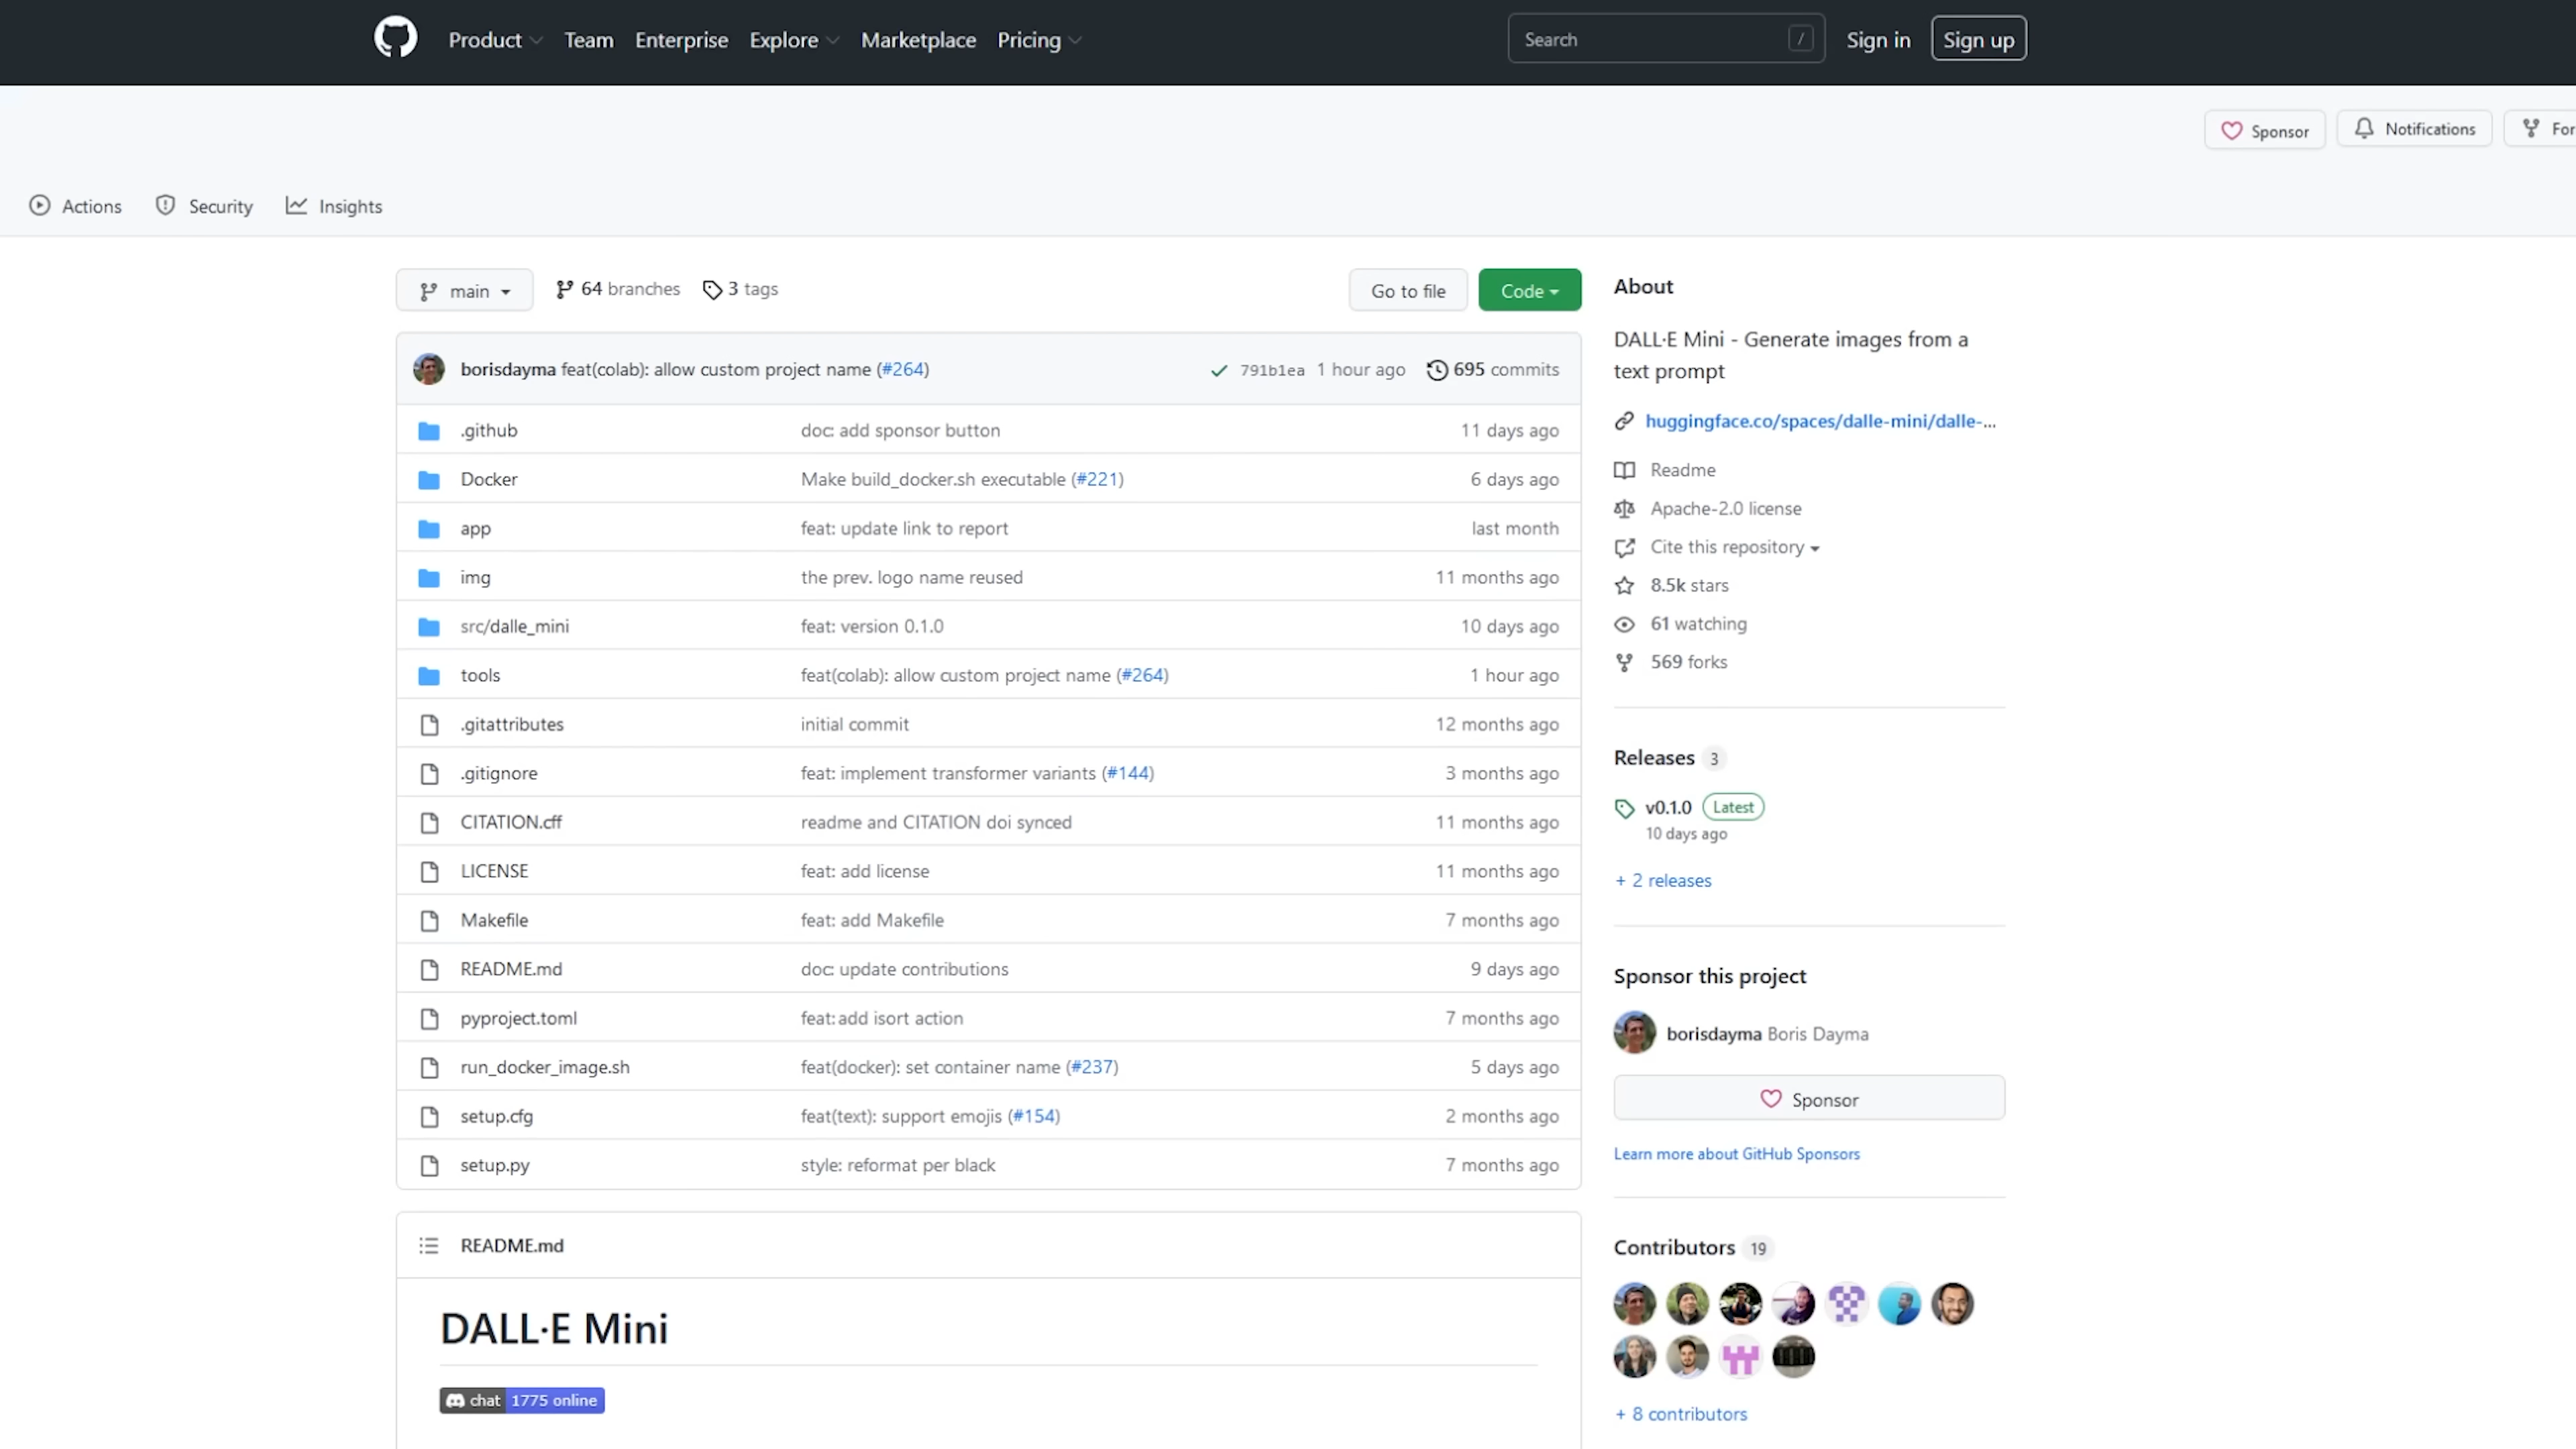 Product Team Enterprise Explore Marketplace Pricing Search / Sign in Sign up
Sponsor Notifications For
Actions Security Insights
main 64 branches 3 tags Go to file Code
borisdayma feat(colab): allow custom project name (#264) 791b1ea 1 hour ago 695 commits
.github doc: add sponsor button 11 days ago
Docker Make build_docker.sh executable (#221) 6 days ago
app feat: update link to report last month
img the prev. logo name reused 11 months ago
src/dalle_mini feat: version 0.1.0 10 days ago
tools feat(colab): allow custom project name (#264) 1 hour ago
.gitattributes initial commit 12 months ago
.gitignore feat: implement transformer variants (#144) 3 months ago
CITATION.cff readme and CITATION doi synced 11 months ago
LICENSE feat: add license 11 months ago
Makefile feat: add Makefile 7 months ago
README.md doc: update contributions 9 days ago
pyproject.toml feat: add isort action 7 months ago
run_docker_image.sh feat(docker): set container name (#237) 5 days ago
setup.cfg feat(text): support emojis (#154) 2 months ago
setup.py style: reformat per black 7 months ago
README.md
DALL·E Mini
chat 1775 online
About
DALL·E Mini - Generate images from a
text prompt
huggingface.co/spaces/dalle-mini/dalle-...
Readme
Apache-2.0 license
Cite this repository
8.5k stars
61 watching
569 forks
Releases 3
v0.1.0 Latest
10 days ago
+ 2 releases
Sponsor this project
borisdayma Boris Dayma
Sponsor
Learn more about GitHub Sponsors
Contributors 19
+ 8 contributors